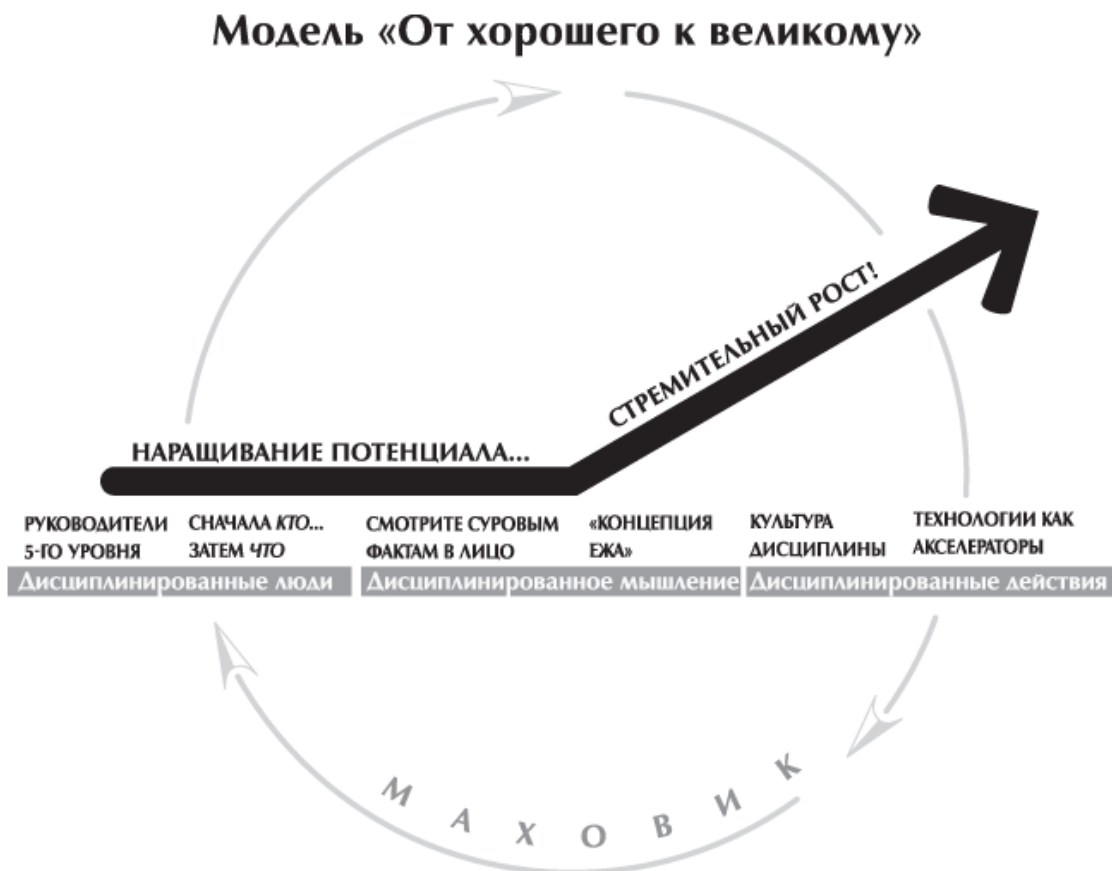 Модель «От хорошего к великому»
СТРЕМИТЕЛЬНЫЙ РОСТ!
НАРАЩИВАНИЕ ПОТЕНЦИАЛА...
РУКОВОДИТЕЛИ
5-ГО УРОВНЯ
СНАЧАЛА КТО...
ЗАТЕМ ЧТО
СМОТРИТЕ СУРОВЫМ
ФАКТАМ В ЛИЦО
«КОНЦЕПЦИЯ
ЕЖА»
КУЛЬТУРА
ДИСЦИПЛИНЫ
ТЕХНОЛОГИИ КАК
АКСЕЛЕРАТОРЫ
Дисциплинированные люди
Дисциплинированное мышление
Дисциплинированные действия
МАХОВИК